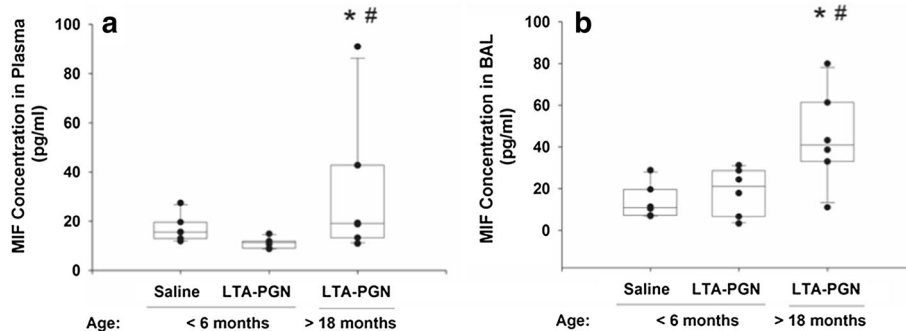 a
* #
MIF Concentration in Plasma
(pg/ml)
100
80
60
40
20
0
Saline LTA-PGN LTA-PGN
Age: < 6 months > 18 months
b
* #
MIF Concentration in BAL
(pg/ml)
100
80
60
40
20
0
Saline LTA-PGN LTA-PGN
Age: < 6 months > 18 months